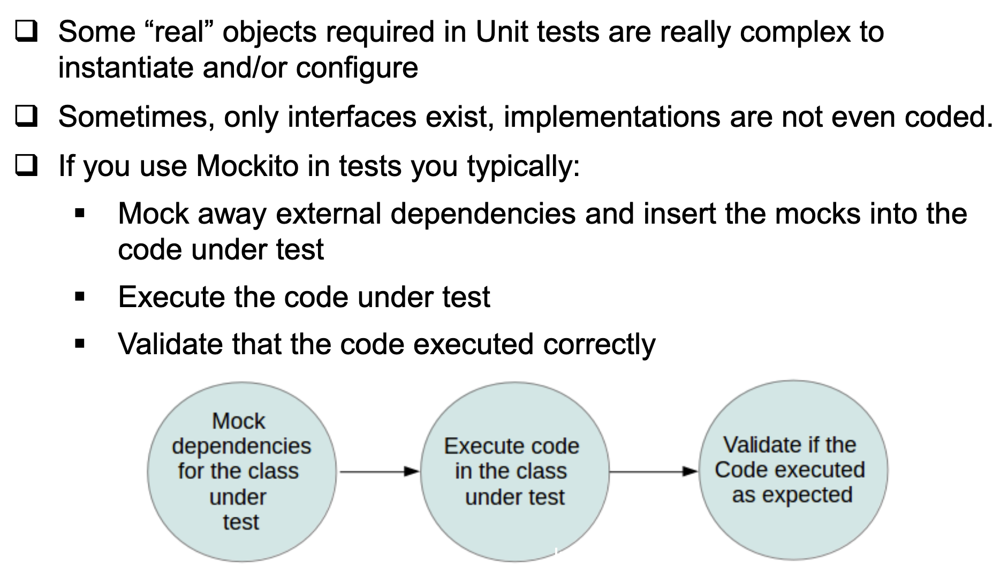 ❑ Some “real” objects required in Unit tests are really complex to
instantiate and/or configure
❑ Sometimes, only interfaces exist, implementations are not even coded.
❑ If you use Mockito in tests you typically:
▪ Mock away external dependencies and insert the mocks into the
code under test
▪ Execute the code under test
▪ Validate that the code executed correctly
Mock
dependencies
for the class
under
test
Execute code
in the class
under test
Validate if the
Code executed
as expected